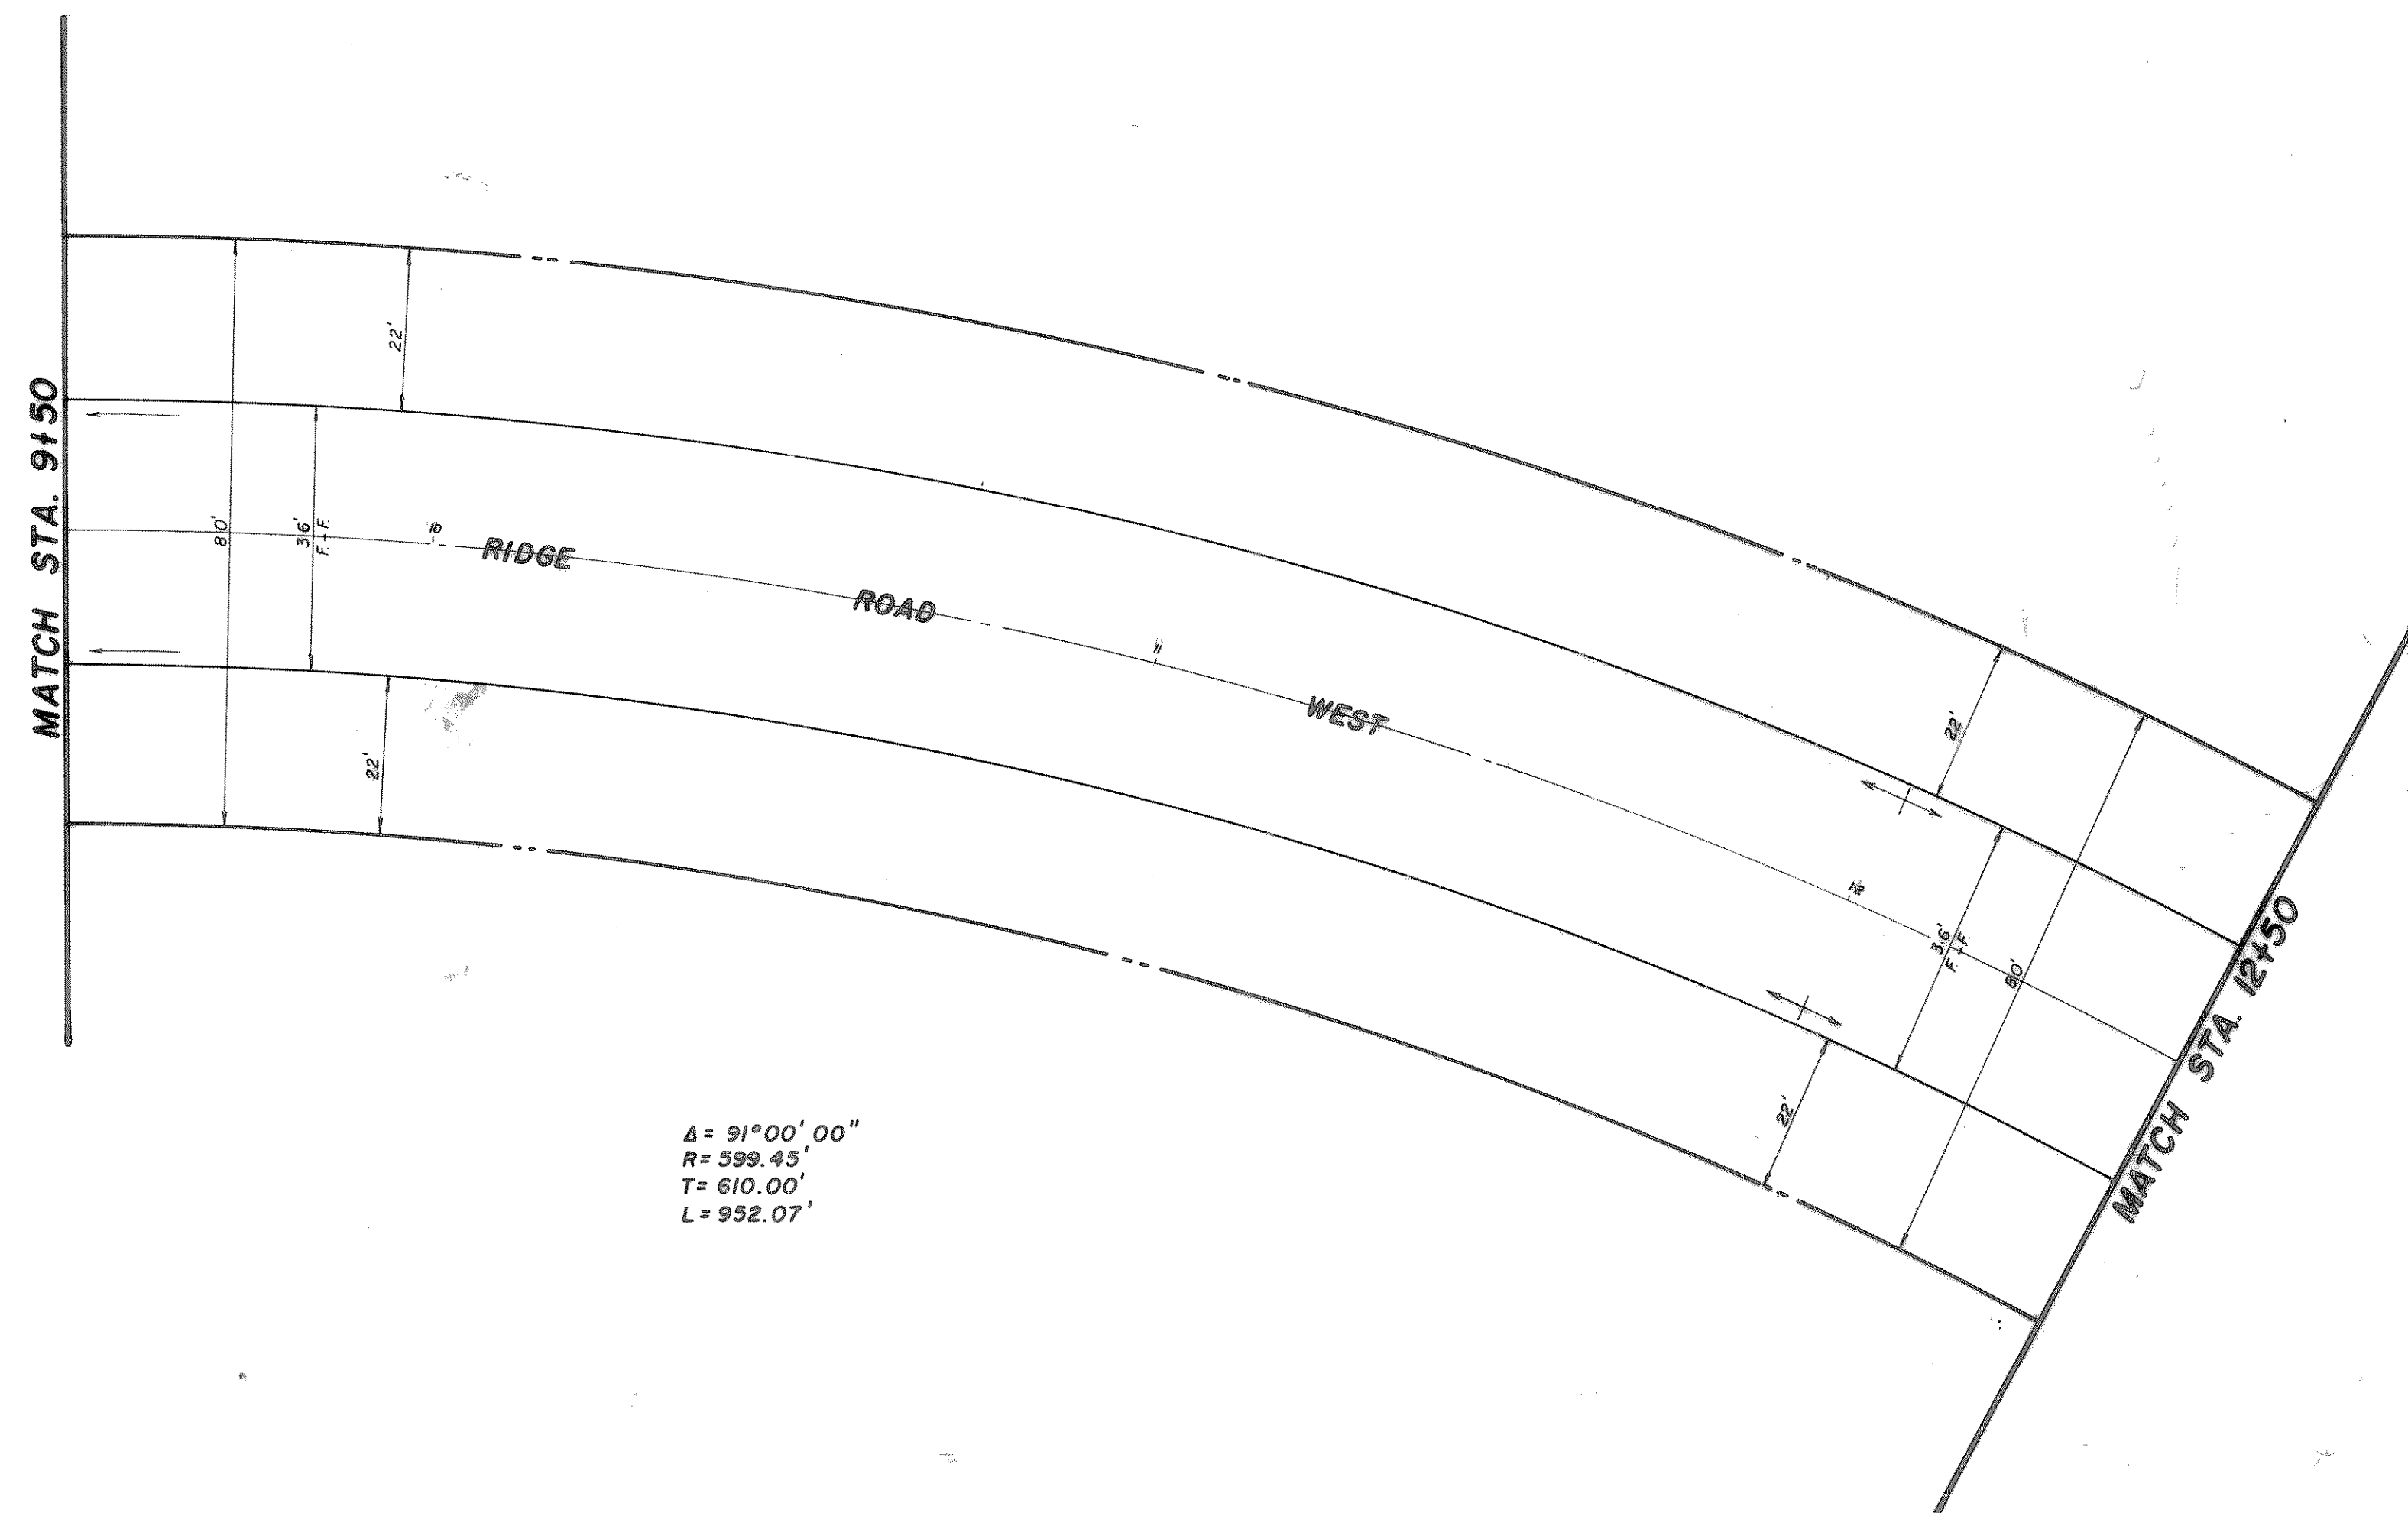 MATCH STA. 9+50
80'
36'
F.-F.
22'
22'
10
RIDGE ROAD WEST
11
12
22'
36'
F.-F.
80'
22'
MATCH STA. 12+50
Δ= 91°00'00"
R= 599.45'
T= 610.00'
L= 952.07'